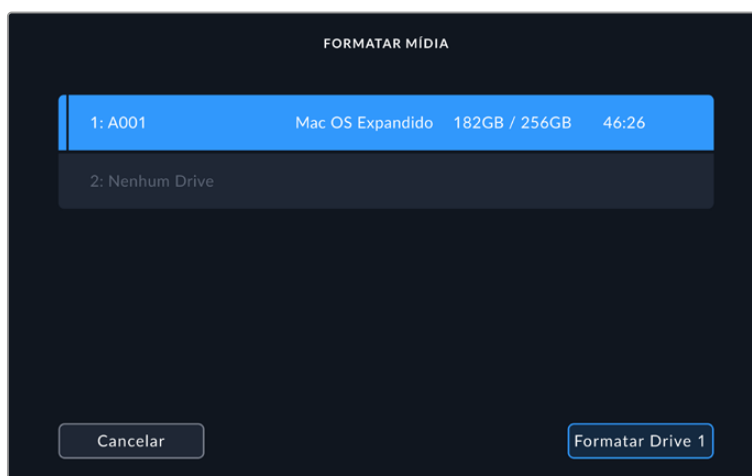 FORMATAR MÍDIA
1: A001 Mac OS Expandido 182GB / 256GB 46:26
2: Nenhum Drive
Cancelar Formatar Drive 1